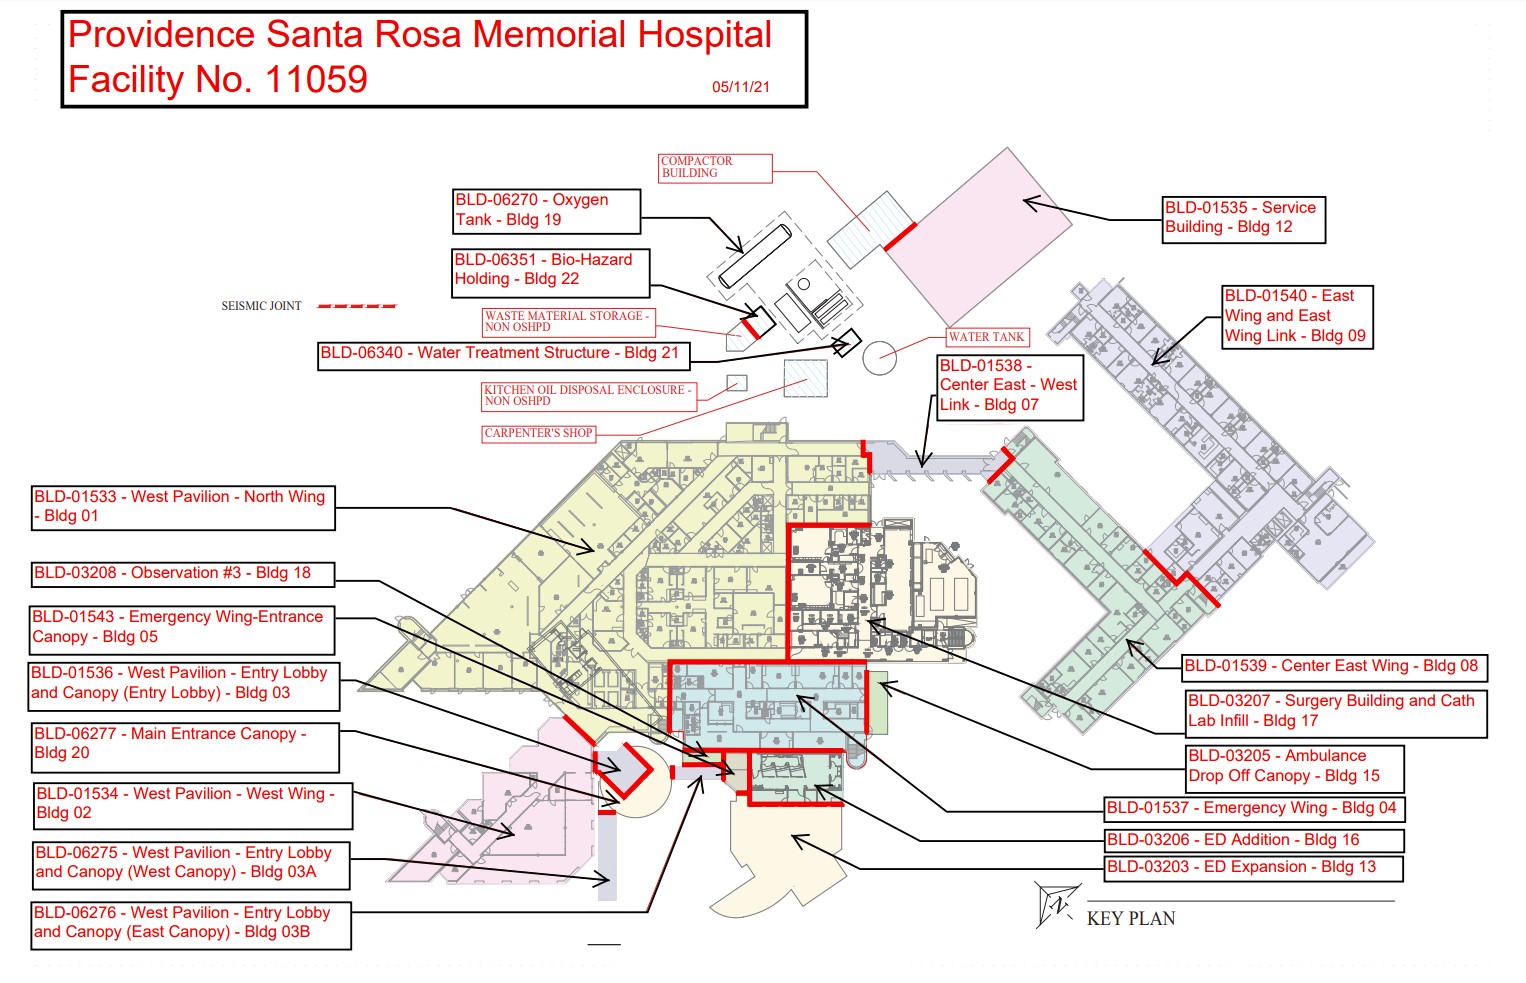 Providence Santa Rosa Memorial Hospital
Facility No. 11059
05/11/21
COMPACTOR
BUILDING
BLD-06270 - Oxygen
Tank - Bldg 19
BLD-01535 - Service
Building - Bldg 12
BLD-06351 - Bio-Hazard
Holding - Bldg 22
SEISMIC JOINT
BLD-01540 - East
Wing and East
Wing Link - Bldg 09
WASTE MATERIAL STORAGE -
NON OSHPD
WATER TANK
BLD-06340 - Water Treatment Structure - Bldg 21
BLD-01538 -
Center East - West
Link - Bldg 07
KITCHEN OIL DISPOSAL ENCLOSURE -
NON OSHPD
CARPENTER'S SHOP
BLD-01533 - West Pavilion - North Wing
- Bldg 01
BLD-03208 - Observation #3 - Bldg 18
BLD-01543 - Emergency Wing-Entrance
Canopy - Bldg 05
BLD-01536 - West Pavilion - Entry Lobby
and Canopy (Entry Lobby) - Bldg 03
BLD-06277 - Main Entrance Canopy -
Bldg 20
BLD-01534 - West Pavilion - West Wing -
Bldg 02
BLD-06275 - West Pavilion - Entry Lobby
and Canopy (West Canopy) - Bldg 03A
BLD-06276 - West Pavilion - Entry Lobby
and Canopy (East Canopy) - Bldg 03B
BLD-01539 - Center East Wing - Bldg 08
BLD-03207 - Surgery Building and Cath
Lab Infill - Bldg 17
BLD-03205 - Ambulance
Drop Off Canopy - Bldg 15
BLD-01537 - Emergency Wing - Bldg 04
BLD-03206 - ED Addition - Bldg 16
BLD-03203 - ED Expansion - Bldg 13
N
KEY PLAN